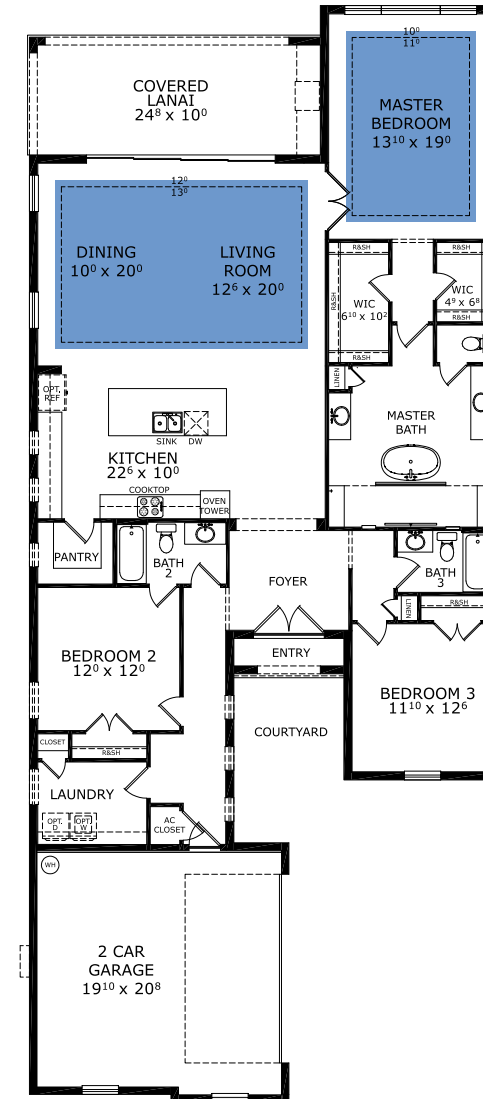 COVERED
LANAI
24⁸ x 10⁰
10⁰
11⁰
MASTER
BEDROOM
13¹⁰ x 19⁰
12⁰
13⁰
DINING
10⁰ x 20⁰
LIVING
ROOM
12⁶ x 20⁰
R&SH
R&SH
R&SH
WIC
6¹⁰ x 10²
R&SH
WIC
4⁹ x 6⁸
R&SH
LINEN
OPT.
REF
SINK
DW
KITCHEN
22⁶ x 10⁰
COOKTOP
OVEN
TOWER
MASTER
BATH
PANTRY
BATH
2
FOYER
BATH
3
LINEN
R&SH
ENTRY
BEDROOM 2
12⁰ x 12⁰
BEDROOM 3
11¹⁰ x 12⁶
COURTYARD
CLOSET
R&SH
LAUNDRY
OPT.
D
OPT.
W
AC
CLOSET
WH
2 CAR
GARAGE
19¹⁰ x 20⁸